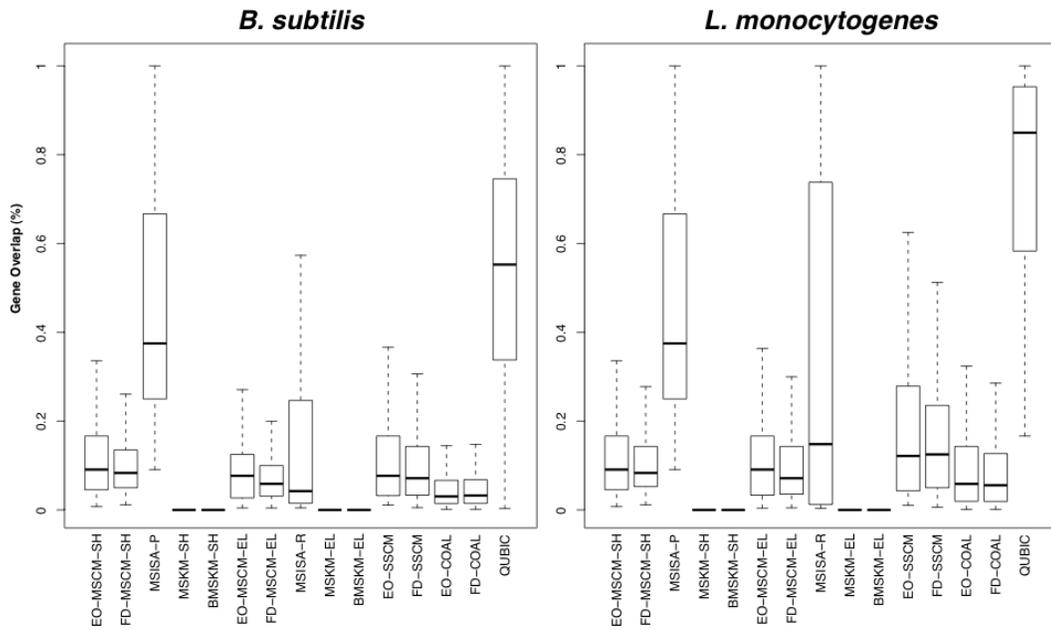 B. subtilis
L. monocytogenes
Gene Overlap (%)
1
0.8
0.6
0.4
0.2
0
EO-MSCM-SH
FD-MSCM-SH
MSISA-P
MSKM-SH
BMSKM-SH
EO-MSCM-EL
FD-MSCM-EL
MSISA-R
MSKM-EL
BMSKM-EL
EO-SSCM
FD-SSCM
EO-COAL
FD-COAL
QUBIC
1
0.8
0.6
0.4
0.2
0
EO-MSCM-SH
FD-MSCM-SH
MSISA-P
MSKM-SH
BMSKM-SH
EO-MSCM-EL
FD-MSCM-EL
MSISA-R
MSKM-EL
BMSKM-EL
EO-SSCM
FD-SSCM
EO-COAL
FD-COAL
QUBIC